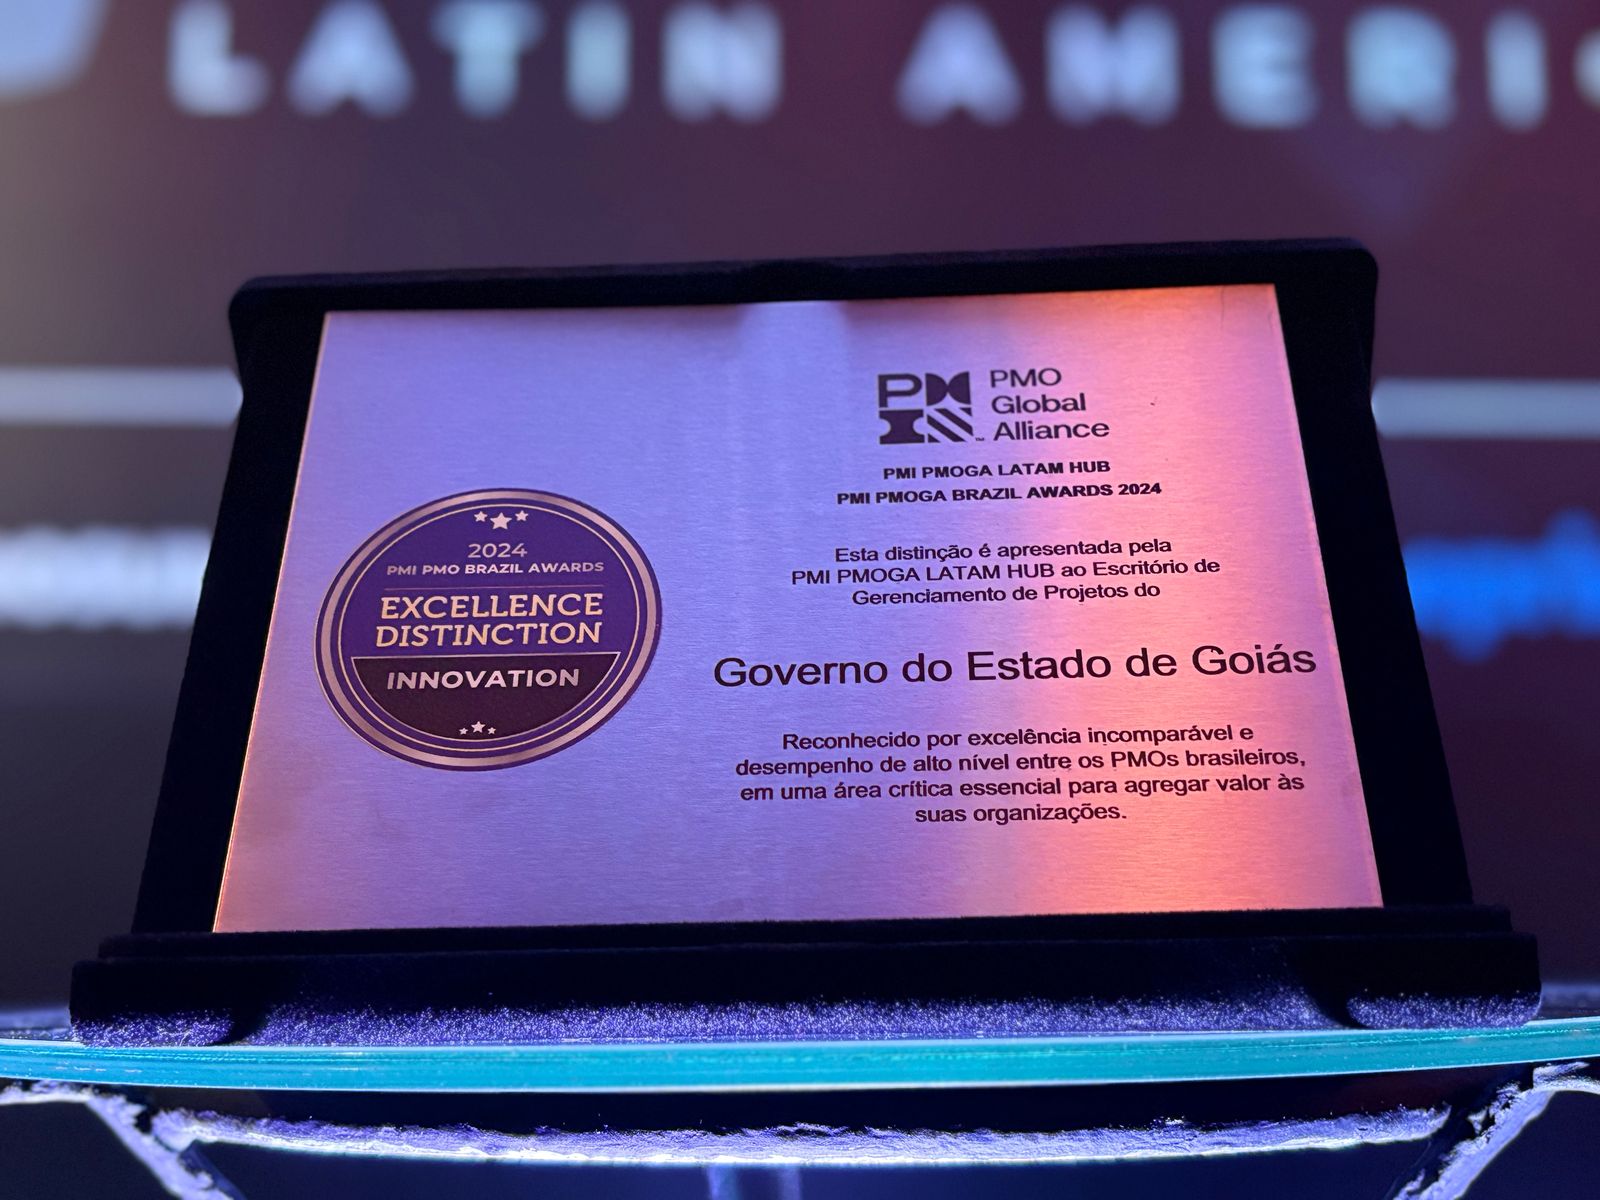 LATIN AMERI
PMI
PMO
Global
Alliance
PMI PMOGA LATAM HUB
PMI PMOGA BRAZIL AWARDS 2024
Esta distinção é apresentada pela
PMI PMOGA LATAM HUB ao Escritório de
Gerenciamento de Projetos do
Governo do Estado de Goiás
Reconhecido por excelência incomparável e
desempenho de alto nível entre os PMOs brasileiros,
em uma área crítica essencial para agregar valor às
suas organizações.
2024
PMI PMO BRAZIL AWARDS
EXCELLENCE
DISTINCTION
INNOVATION